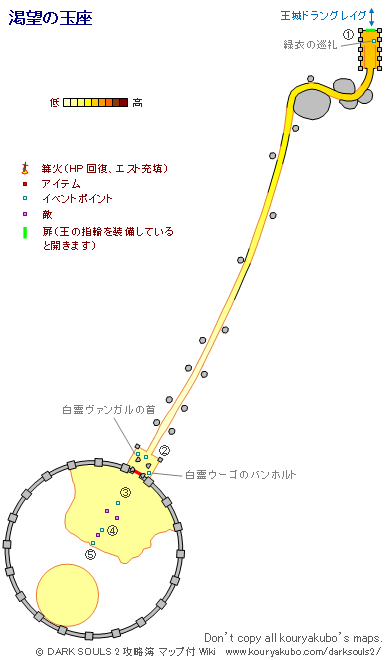 渇望の玉座
王城ドラングレイグ
①
緑衣の巡礼
低 高
篝火(HP回復、エスト充填)
アイテム
イベントポイント
敵
扉(王の指輪を装備している
と開きます)
白霊ヴァンガルの首
②
白霊ウーゴのバンホルト
③
④
⑤
Don't copy all kouryakubo's maps.
© DARK SOULS 2 攻略簿 マップ付 Wiki www.kouryakubo.com/darksouls2/